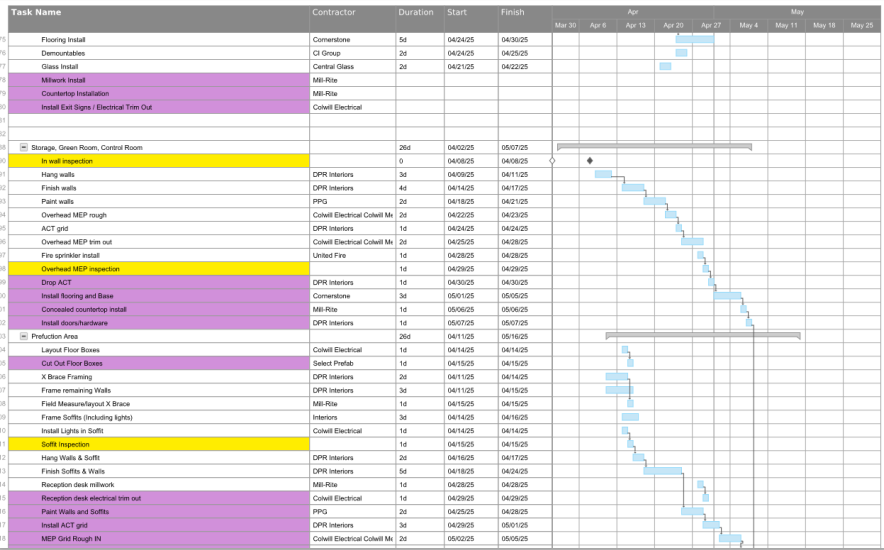 Task Name Contractor Duration Start Finish Apr May
Mar 30 Apr 6 Apr 13 Apr 20 Apr 27 May 4 May 11 May 18 May 25
75 Flooring Install Cornerstone 5d 04/24/25 04/30/25
76 Demountables CI Group 2d 04/24/25 04/25/25
77 Glass Install Central Glass 2d 04/21/25 04/22/25
78 Millwork Install Mill-Rite
79 Countertop Installation Mill-Rite
80 Install Exit Signs / Electrical Trim Out Colwill Electrical
Storage, Green Room, Control Room 26d 04/02/25 05/07/25
In wall inspection 0 04/08/25 04/08/25
Hang walls DPR Interiors 3d 04/09/25 04/11/25
Finish walls DPR Interiors 4d 04/14/25 04/17/25
Paint walls PPG 2d 04/18/25 04/21/25
Overhead MEP rough Colwill Electrical Colwill Me 2d 04/22/25 04/23/25
ACT grid DPR Interiors 1d 04/24/25 04/24/25
Overhead MEP trim out Colwill Electrical Colwill Me 2d 04/25/25 04/28/25
Fire sprinkler install United Fire 1d 04/28/25 04/28/25
Overhead MEP inspection 1d 04/29/25 04/29/25
Drop ACT DPR Interiors 1d 04/30/25 04/30/25
Install flooring and Base Cornerstone 3d 05/01/25 05/05/25
Concealed countertop install Mill-Rite 1d 05/06/25 05/06/25
Install doors/hardware DPR Interiors 1d 05/07/25 05/07/25
Prefuction Area 26d 04/11/25 05/16/25
Layout Floor Boxes Colwill Electrical 1d 04/14/25 04/14/25
Cut Out Floor Boxes Select Prefab 1d 04/15/25 04/15/25
X Brace Framing DPR Interiors 2d 04/11/25 04/14/25
Frame remaining Walls DPR Interiors 3d 04/11/25 04/15/25
Field Measure/layout X Brace Mill-Rite 1d 04/15/25 04/15/25
Frame Soffits (Including lights) Interiors 3d 04/14/25 04/16/25
Install Lights in Soffit Colwill Electrical 1d 04/14/25 04/14/25
Soffit Inspection 1d 04/15/25 04/15/25
Hang Walls & Soffit DPR Interiors 2d 04/16/25 04/17/25
Finish Soffits & Walls DPR Interiors 5d 04/18/25 04/24/25
Reception desk millwork Mill-Rite 1d 04/28/25 04/28/25
Reception desk electrical trim out Colwill Electrical 1d 04/29/25 04/29/25
Paint Walls and Soffits PPG 2d 04/25/25 04/28/25
Install ACT grid DPR Interiors 3d 04/29/25 05/01/25
MEP Grid Rough IN Colwill Electrical Colwill Me 2d 05/02/25 05/05/25